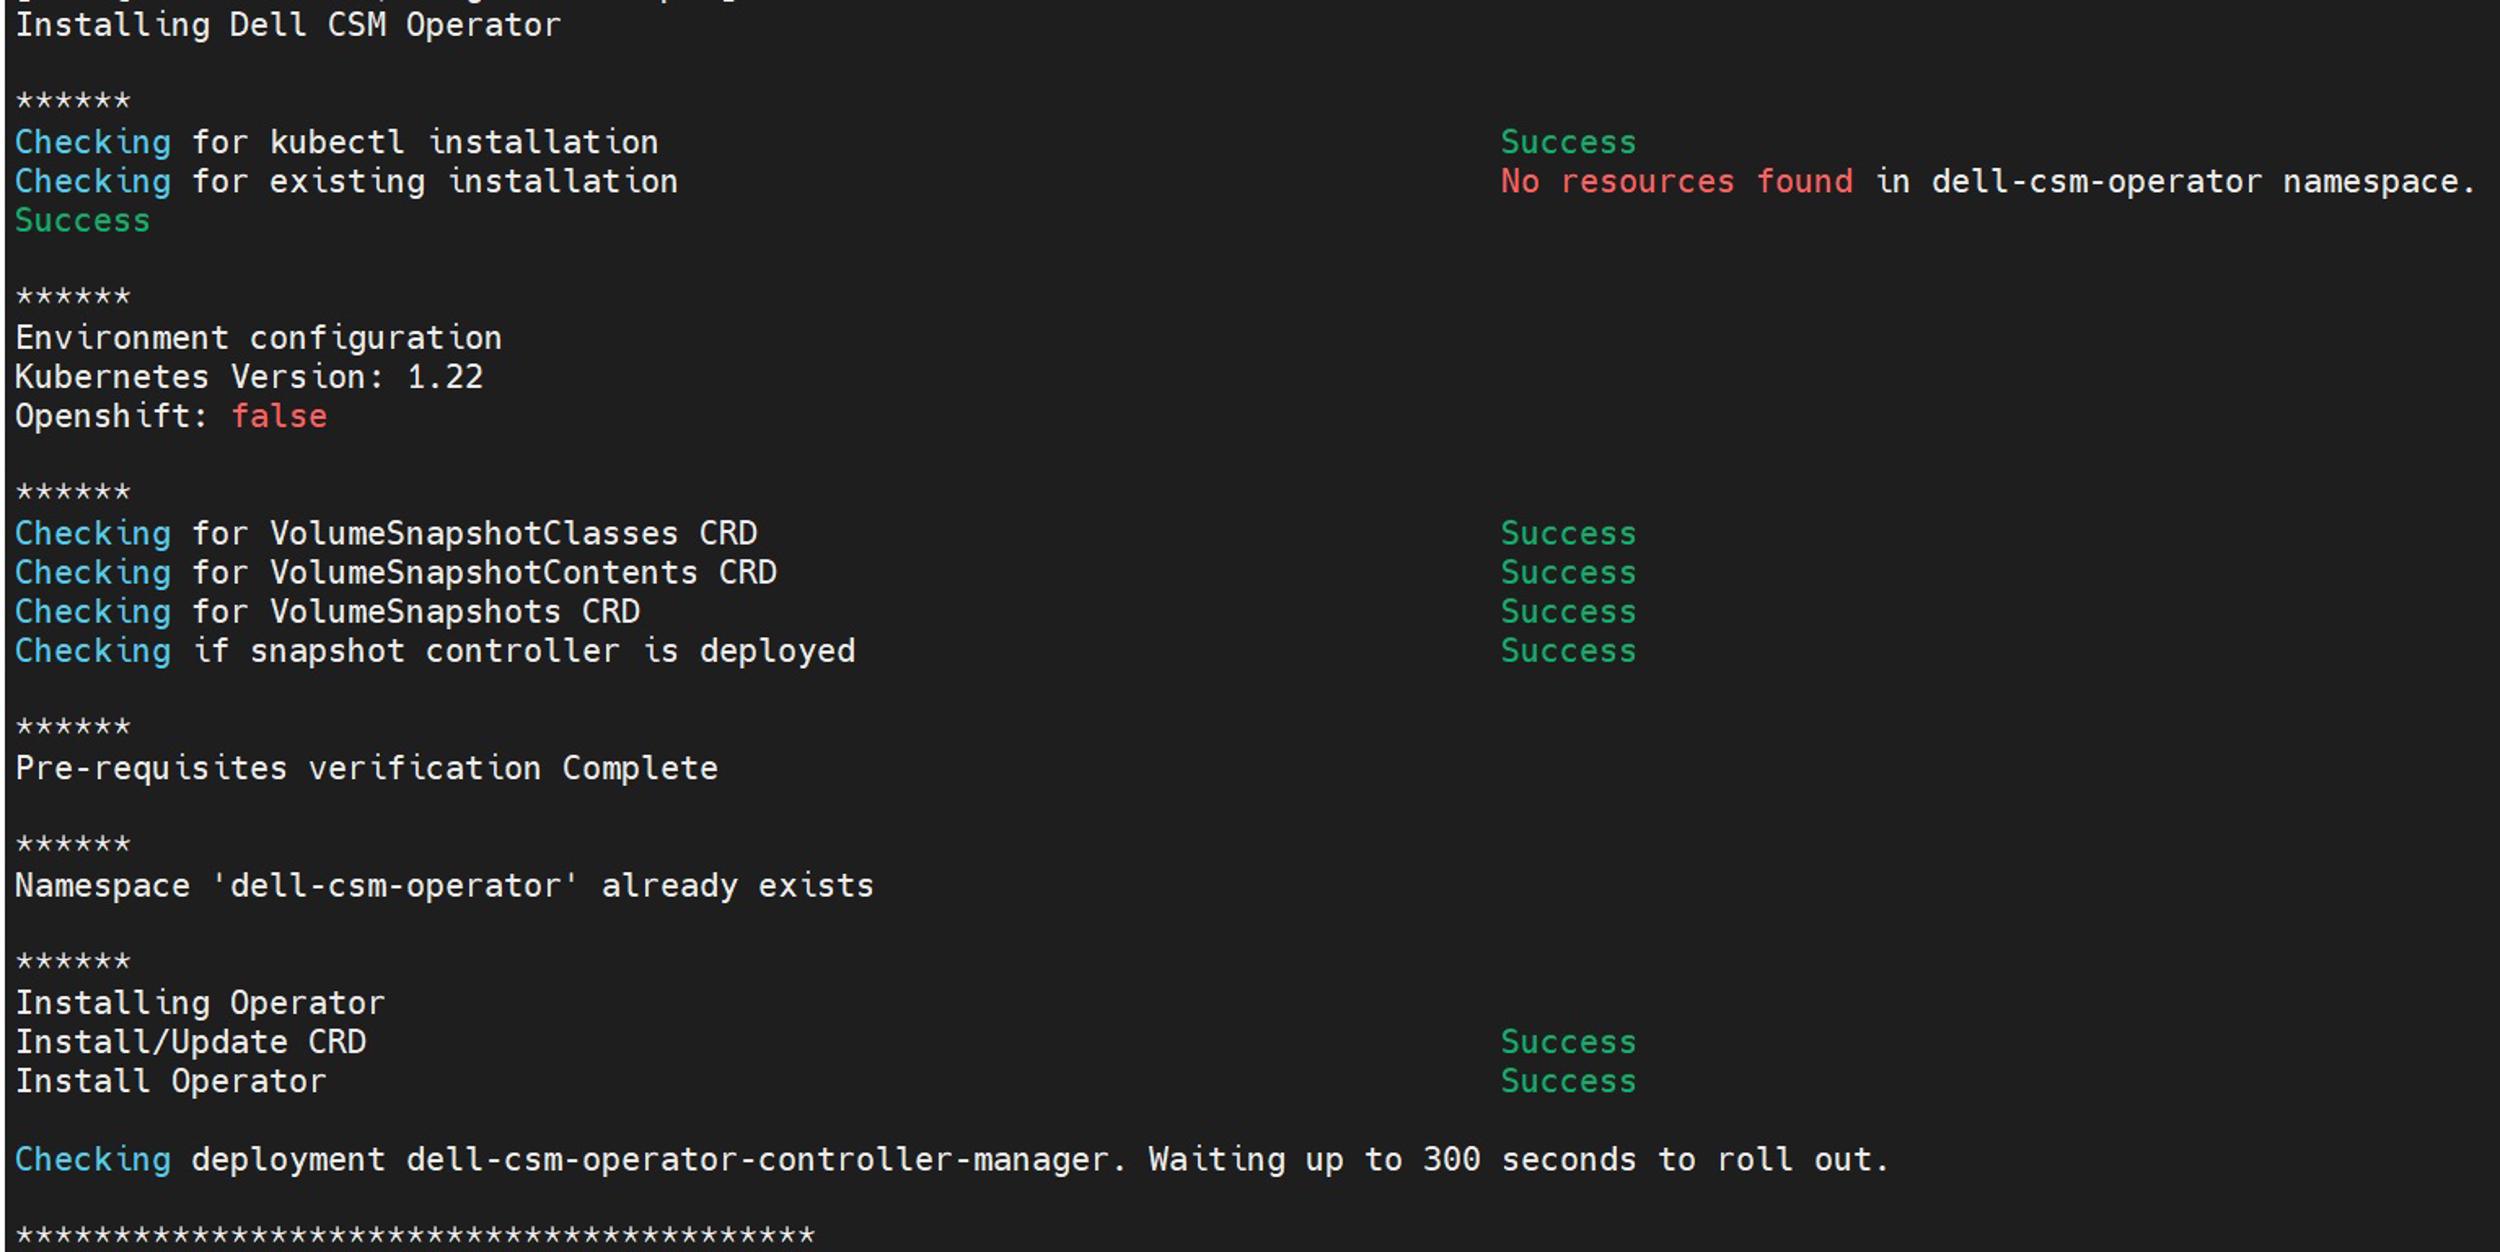 Installing Dell CSM Operator
******
Checking for kubectl installation Success
Checking for existing installation No resources found in dell-csm-operator namespace.
Success
******
Environment configuration
Kubernetes Version: 1.22
Openshift: false
******
Checking for VolumeSnapshotClasses CRD Success
Checking for VolumeSnapshotContents CRD Success
Checking for VolumeSnapshots CRD Success
Checking if snapshot controller is deployed Success
******
Pre-requisites verification Complete
******
Namespace 'dell-csm-operator' already exists
******
Installing Operator
Install/Update CRD Success
Install Operator Success
Checking deployment dell-csm-operator-controller-manager. Waiting up to 300 seconds to roll out.
*****************************************